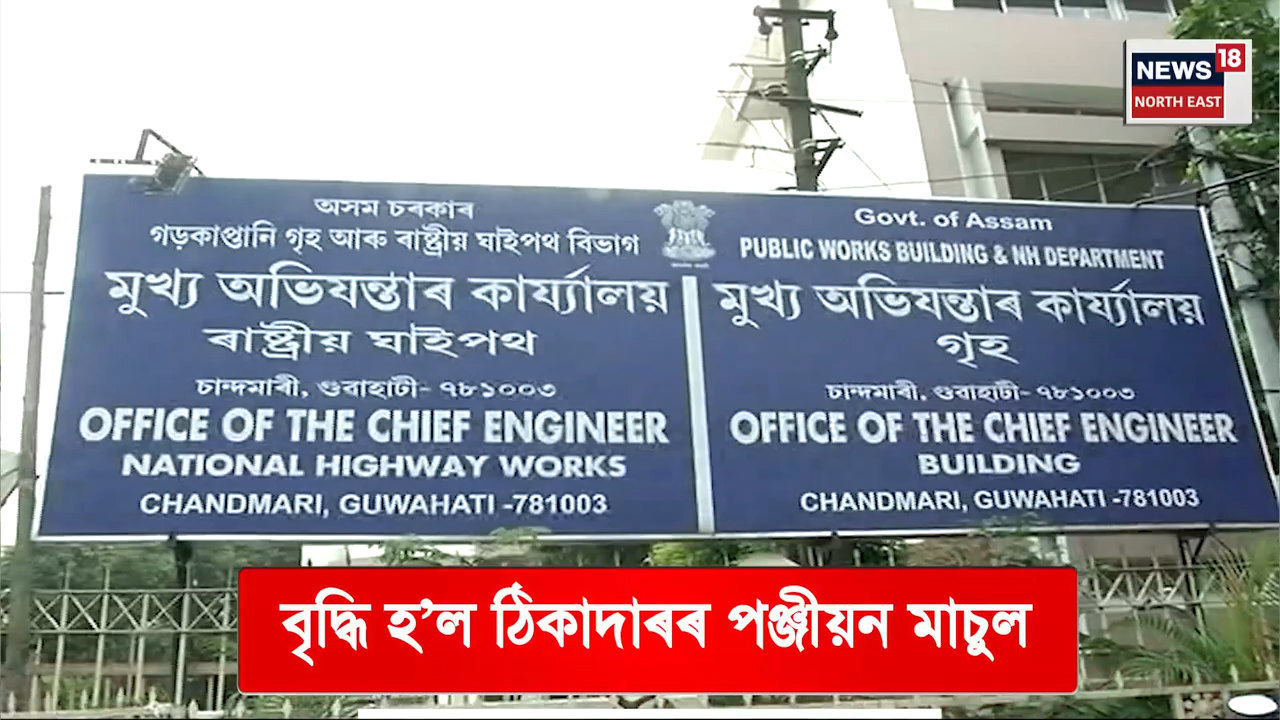 NEWS 18
NORTH EAST
অসম চৰকাৰ
গড়কাপ্তানি গৃহ আৰু ৰাষ্ট্ৰীয় ঘাইপথ বিভাগ
মুখ্য অভিযন্তাৰ কাৰ্য্যালয়
ৰাষ্ট্ৰীয় ঘাইপথ
চান্দমাৰী, গুৱাহাটী- ৭৮১০০৩
OFFICE OF THE CHIEF ENGINEER
NATIONAL HIGHWAY WORKS
CHANDMARI, GUWAHATI -781003
Govt. of Assam
PUBLIC WORKS BUILDING & NH DEPARTMENT
মুখ্য অভিযন্তাৰ কাৰ্য্যালয়
গৃহ
চান্দমাৰী, গুৱাহাটী- ৭৮১০০৩
OFFICE OF THE CHIEF ENGINEER
BUILDING
CHANDMARI, GUWAHATI -781003
বৃদ্ধি হ’ল ঠিকাদাৰৰ পঞ্জীয়ন মাচুল